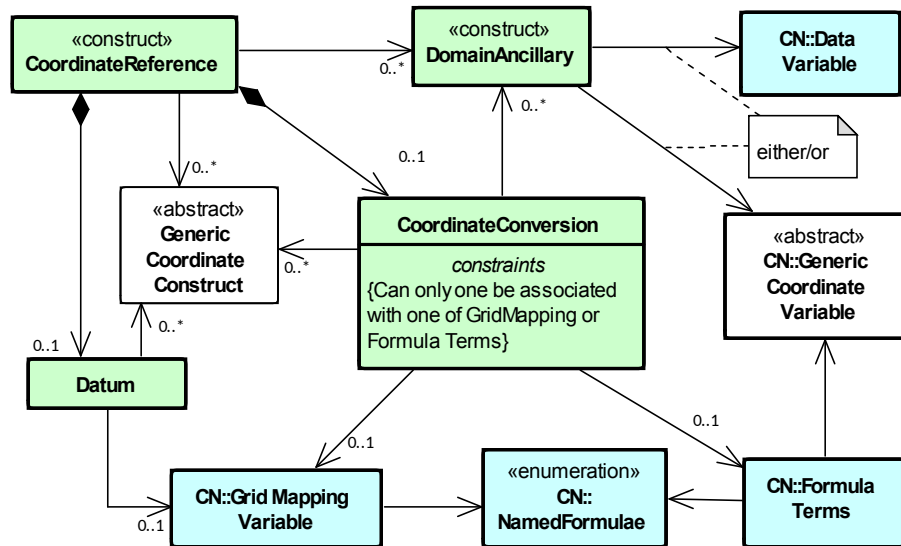 «construct»
CoordinateReference
0..*
«construct»
DomainAncillary
CN::Data
Variable
0..*
either/or
0..1
0..*
«abstract»
Generic
Coordinate
Construct
0..*
CoordinateConversion
constraints
{Can only one be associated
with one of GridMapping or
Formula Terms}
«abstract»
CN::Generic
Coordinate
Variable
0..*
0..1
Datum
0..1
0..1
0..1
CN::Grid Mapping
Variable
«enumeration»
CN::
NamedFormulae
CN::Formula
Terms